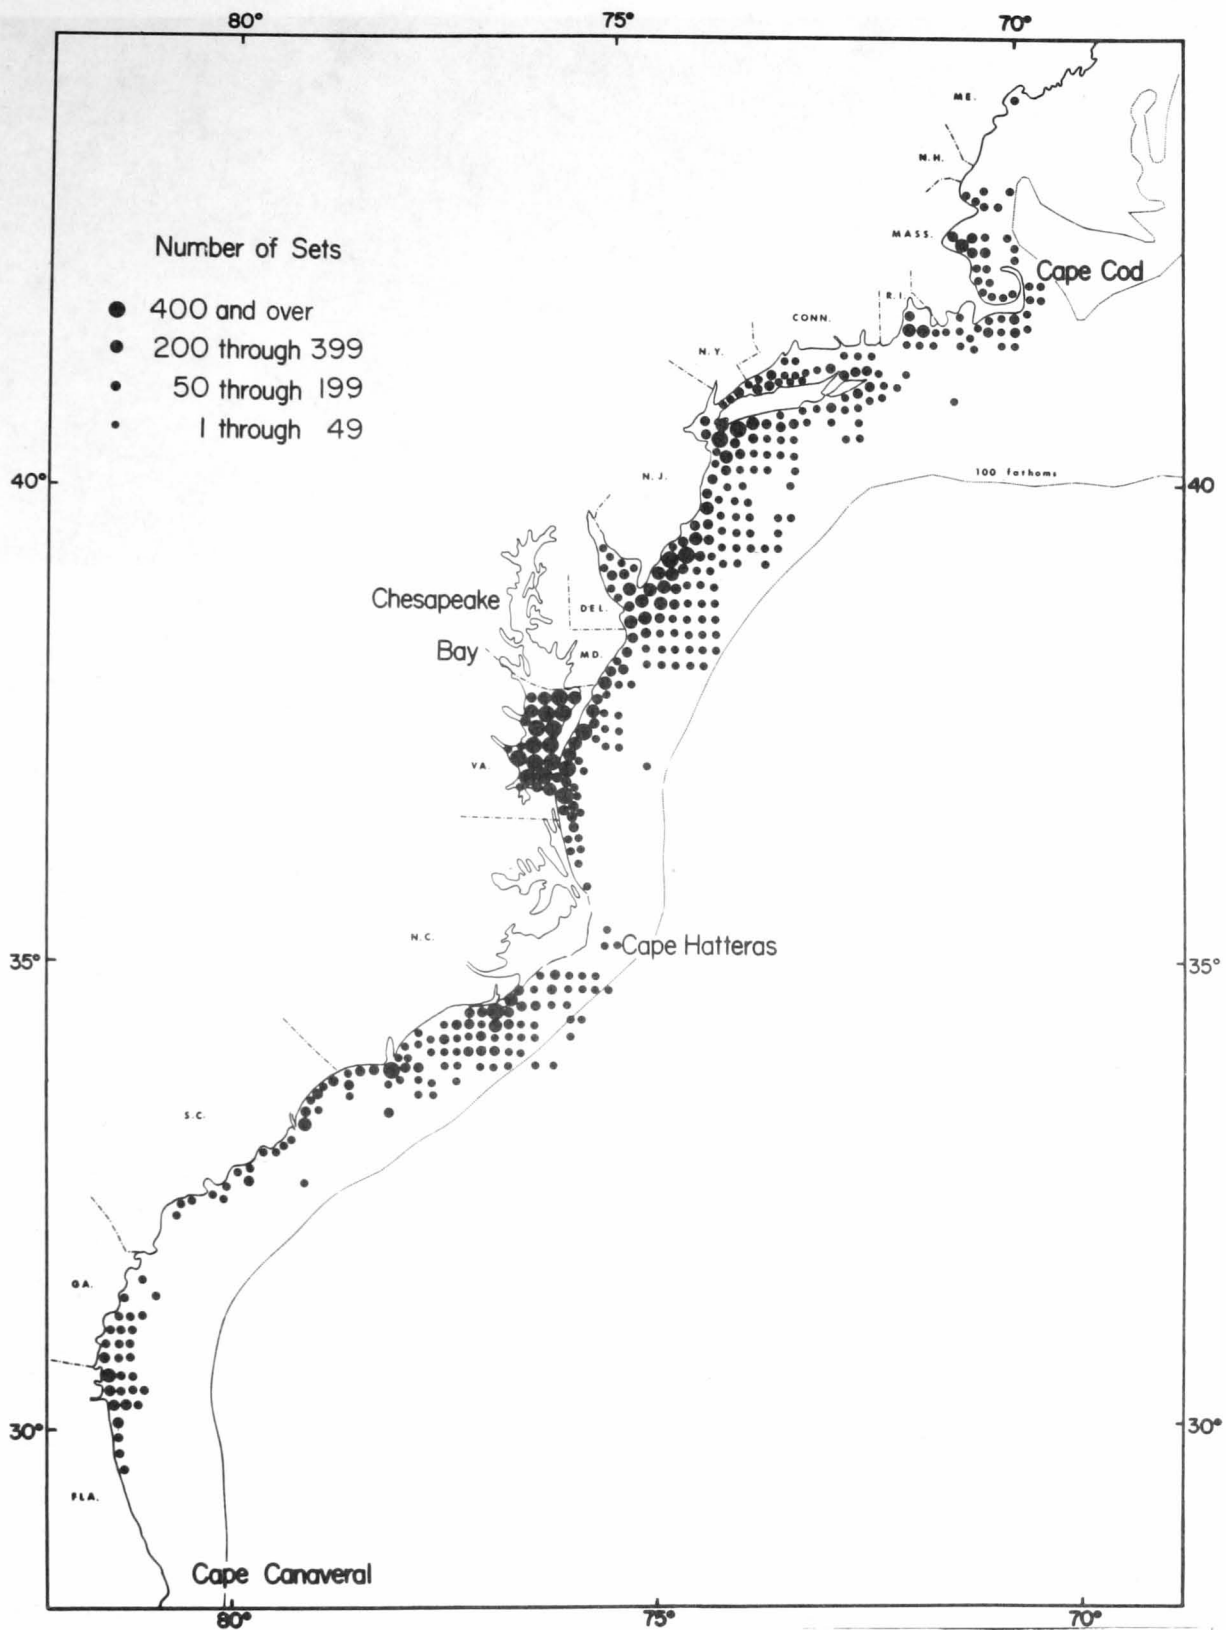 80° 75° 70°
ME.
N.H.
MASS.
Cape Cod
R.I.
CONN.
N.Y.
Number of Sets
400 and over
200 through 399
50 through 199
1 through 49
N.J.
100 fathoms
40° 40
Chesapeake
Bay
DEL.
MD.
VA.
N.C.
Cape Hatteras
35° 35°
S.C.
GA.
30° 30°
FLA.
Cape Canaveral
80° 75° 70°